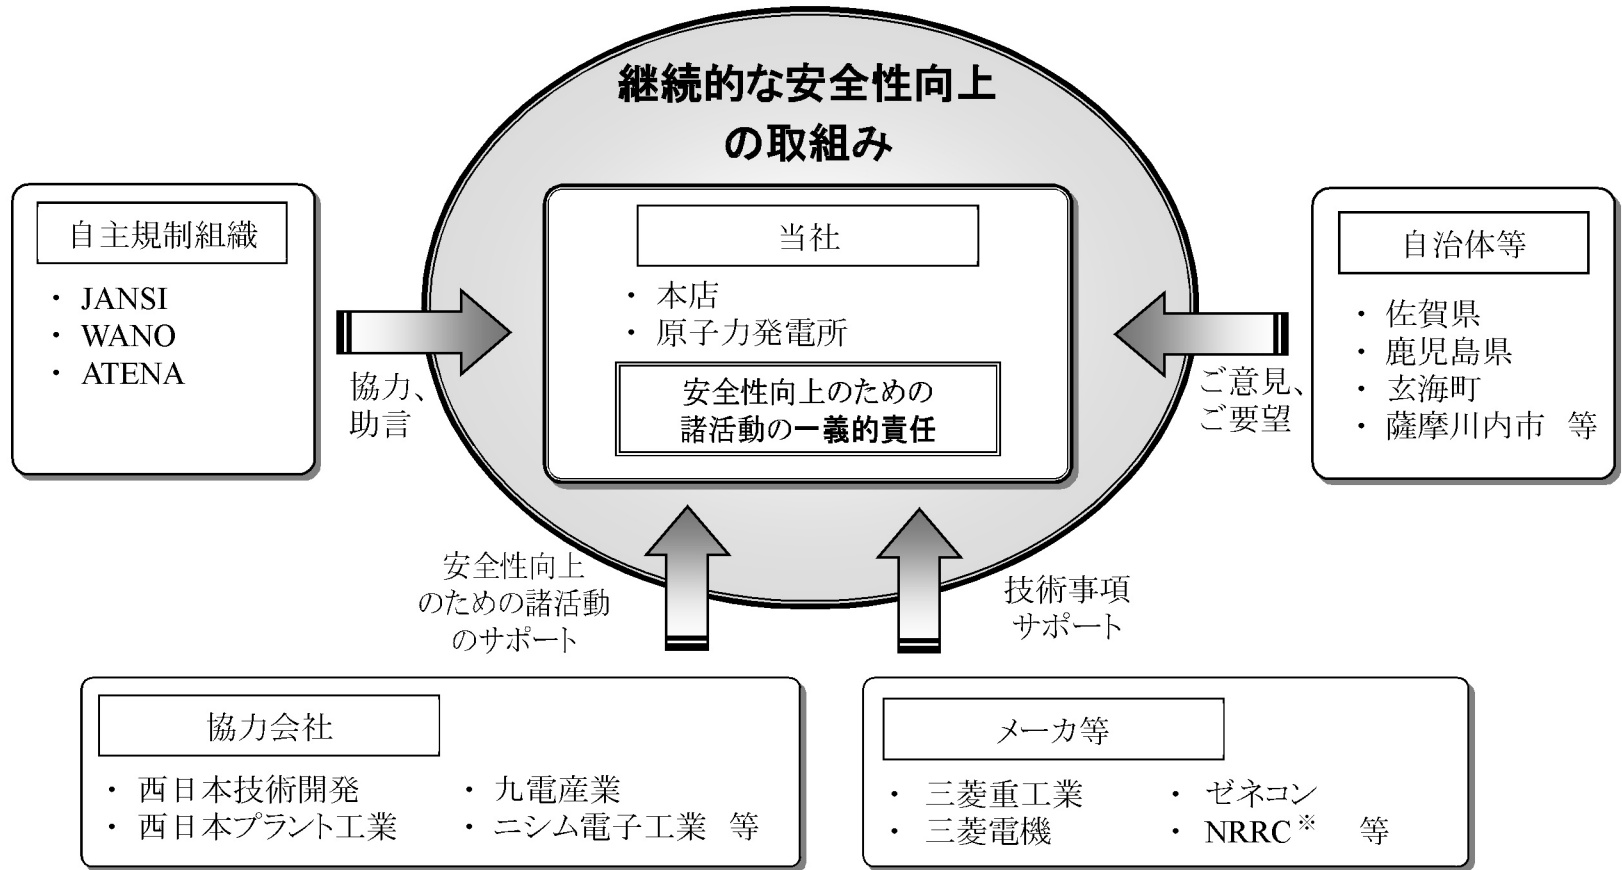 継続的な安全性向上
の取組み
自主規制組織
・ JANSI
・ WANO
・ ATENA
協力、
助言
当社
・ 本店
・ 原子力発電所
安全性向上のための
諸活動の一義的責任
自治体等
・ 佐賀県
・ 鹿児島県
・ 玄海町
・ 薩摩川内市 等
ご意見、
ご要望
安全性向上
のための諸活動
のサポート
技術事項
サポート
協力会社
・ 西日本技術開発
・ 西日本プラント工業
・ 九電産業
・ ニシム電子工業 等
メーカ等
・ 三菱重工業
・ 三菱電機
・ ゼネコン
・ NRRC※ 等